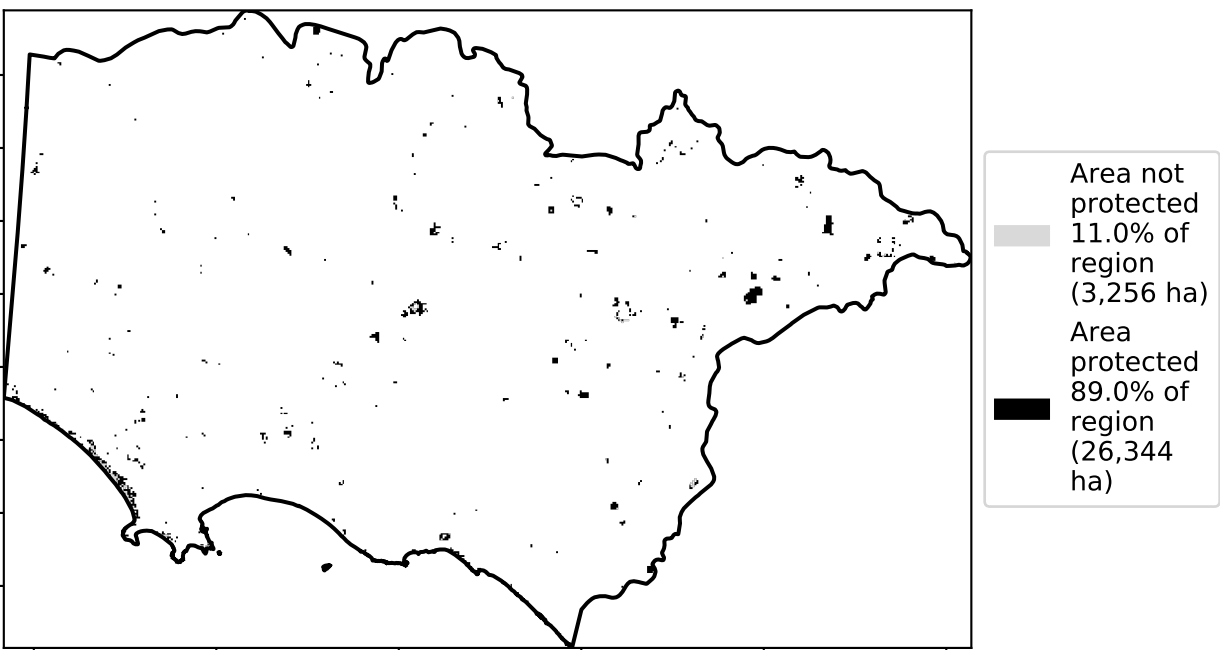 Area not
protected
11.0% of
region
(3,256 ha)
Area
protected
89.0% of
region
(26,344
ha)